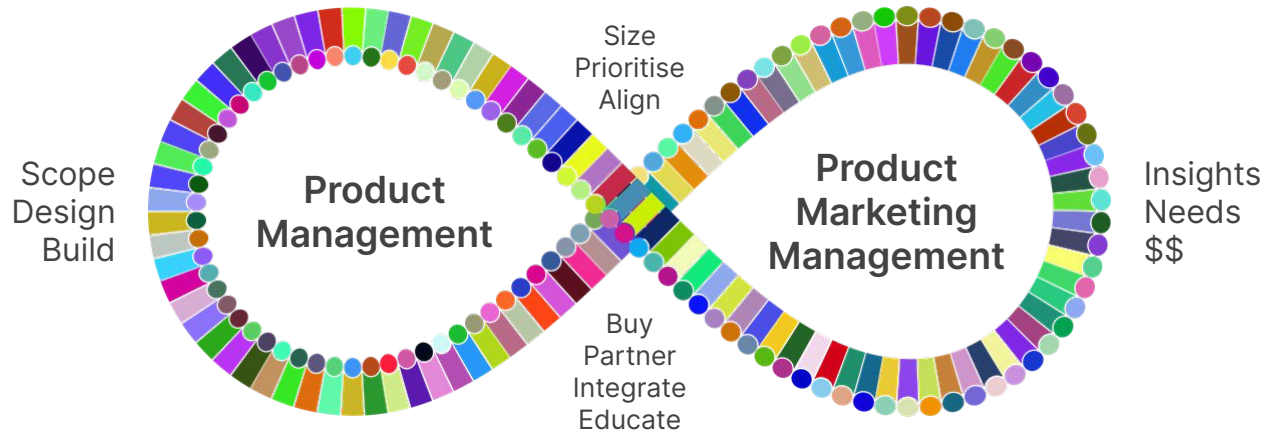 Scope
Design
Build
Product
Management
Size
Prioritise
Align
Buy
Partner
Integrate
Educate
Product
Marketing
Management
Insights
Needs
$$